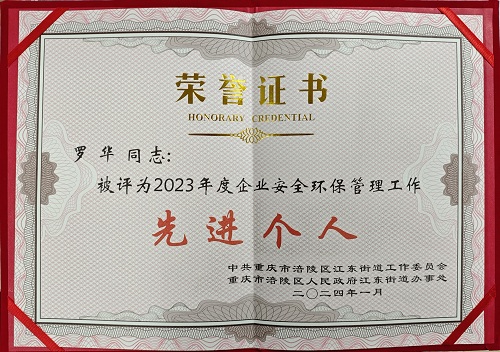 荣誉证书
HONORARY CREDENTIAL
罗华同志:
被评为2023年度企业安全环保管理工作
先进个人
中共重庆市涪陵区江东街道工作委员会
重庆市涪陵区人民政府江东街道办事处
二〇二四年一月